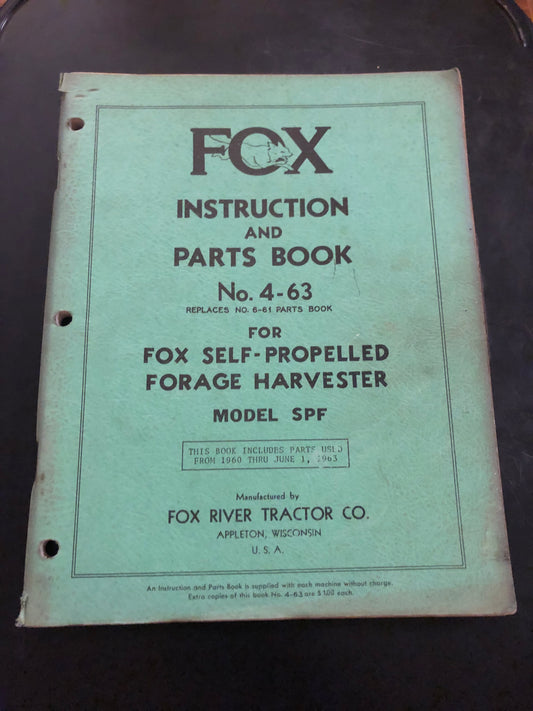 FOX
INSTRUCTION
AND
PARTS BOOK
No. 4-63
REPLACES NO. 6-61 PARTS BOOK
FOR
FOX SELF-PROPELLED
FORAGE HARVESTER
MODEL SPF
THIS BOOK INCLUDES PARTS USED
FROM 1960 THRU JUNE 1, 1963
Manufactured by
FOX RIVER TRACTOR CO.
APPLETON, WISCONSIN
U. S. A.
An Instruction and Parts Book is supplied with each machine without charge.
Extra copies of this book No. 4-63 are $1.00 each.